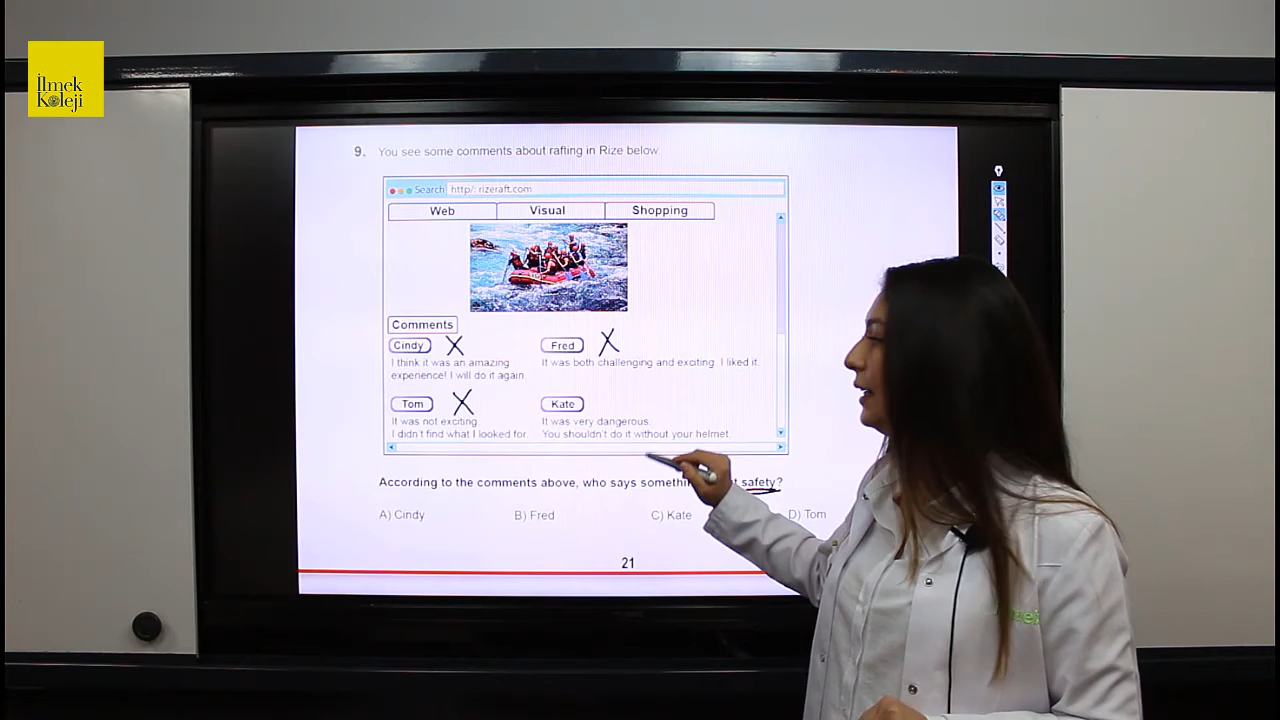 İlmek
Koleji
9. You see some comments about rafting in Rize below.
Search http/: rizeraft.com
Web Visual Shopping
Comments
Cindy
I think it was an amazing
experience! I will do it again
Fred
It was both challenging and exciting. I liked it.
Tom
It was not exciting.
I didn't find what I looked for.
Kate
It was very dangerous.
You shouldn't do it without your helmet.
According to the comments above, who says safety?
A) Cindy B) Fred C) Kate D) Tom
21